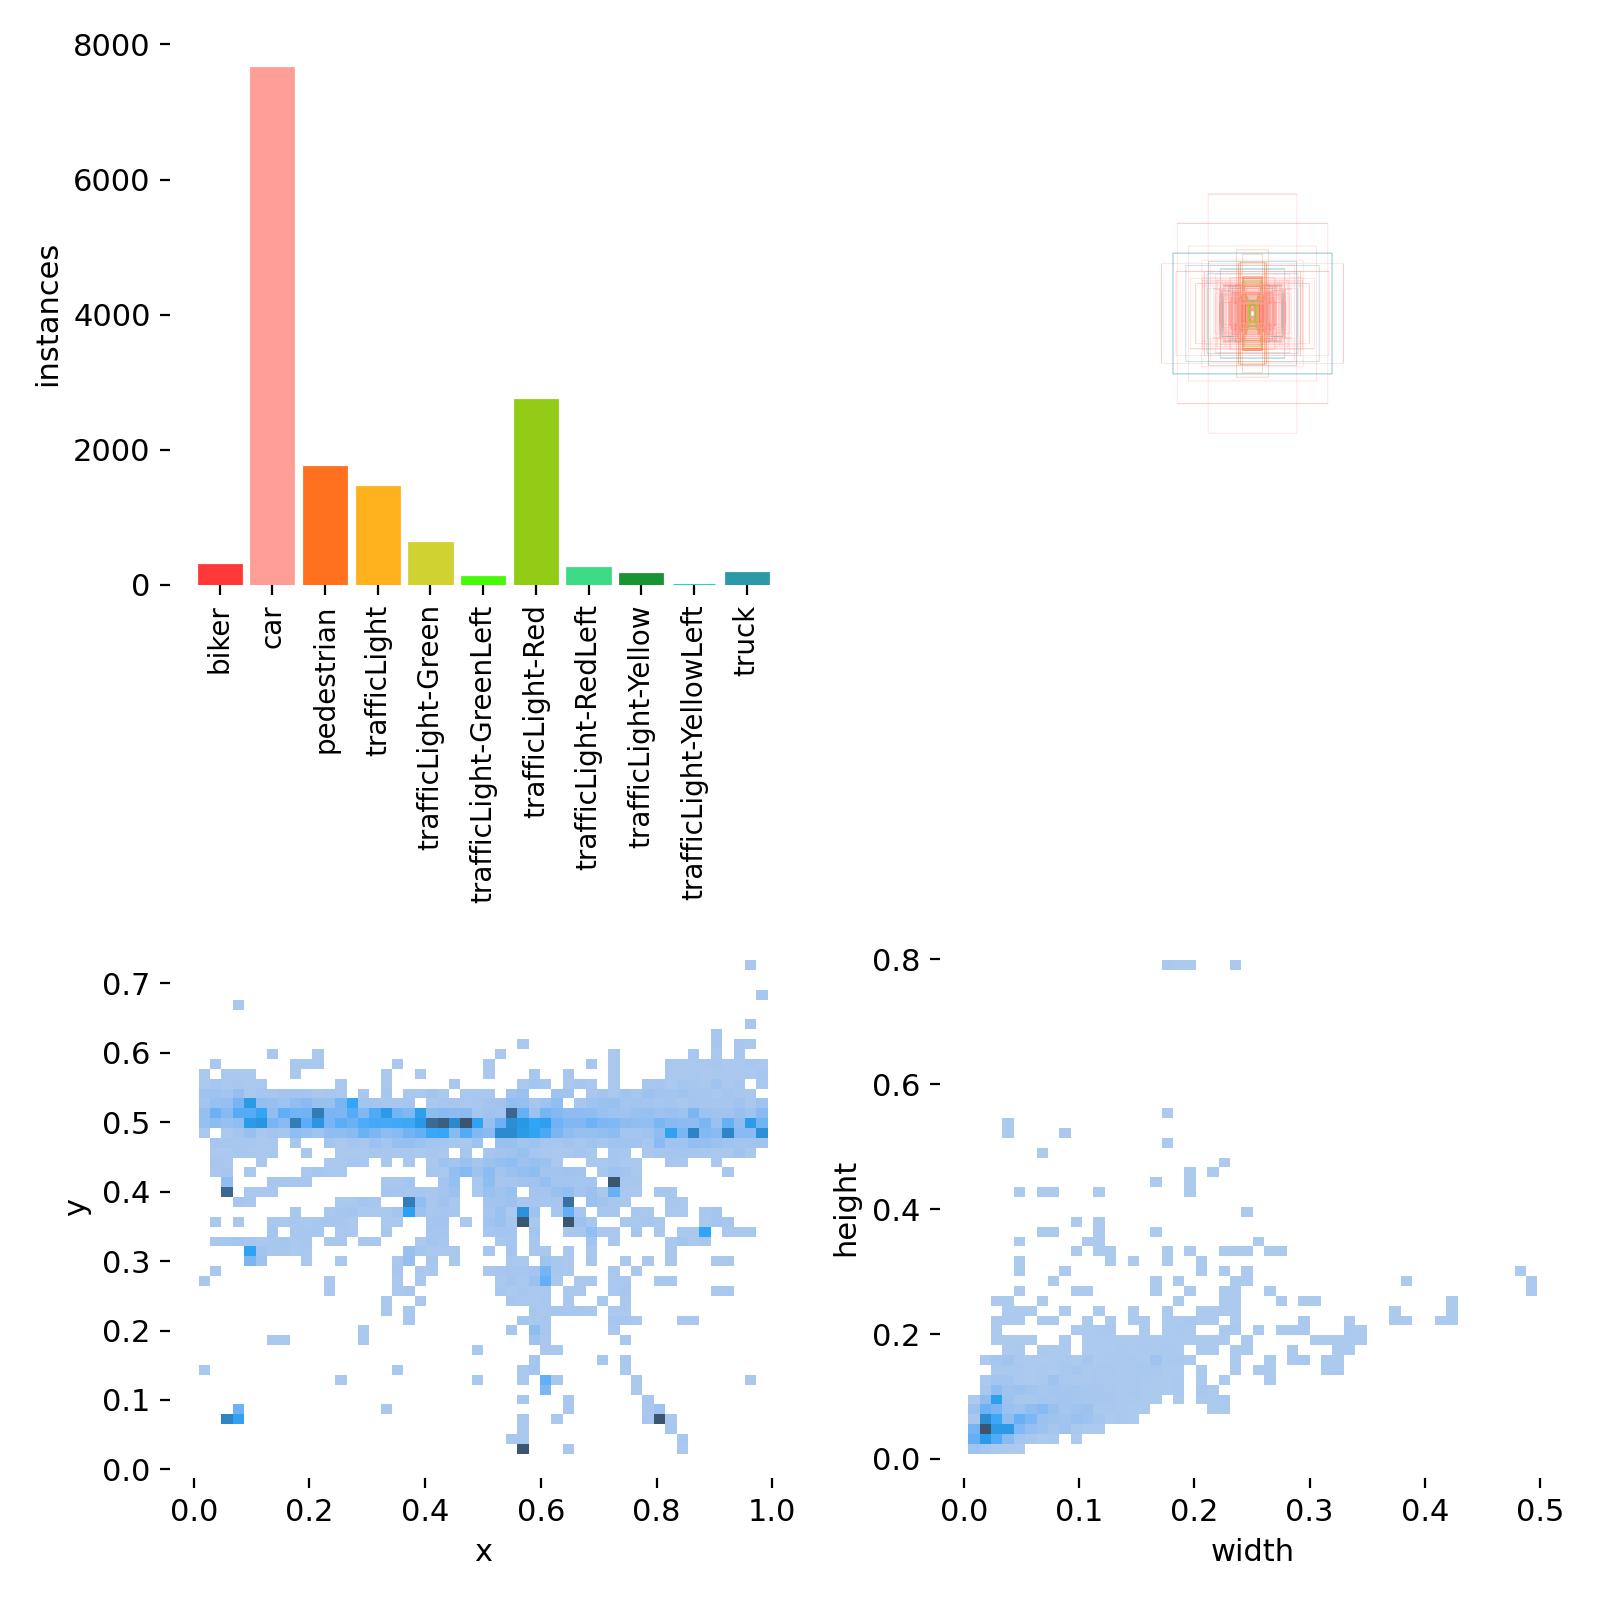 8000
6000
4000
2000
0
instances
biker
car
pedestrian
trafficLight
trafficLight-Green
trafficLight-GreenLeft
trafficLight-Red
trafficLight-RedLeft
trafficLight-Yellow
trafficLight-YellowLeft
truck
0.7
0.6
0.5
0.4
0.3
0.2
0.1
0.0
y
0.0 0.2 0.4 0.6 0.8 1.0
x
0.8
0.6
0.4
0.2
0.0
height
0.0 0.1 0.2 0.3 0.4 0.5
width